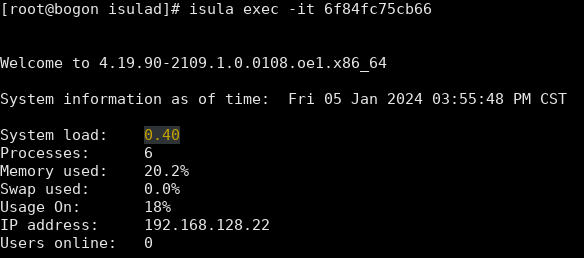 [root@bogon isulad]# isula exec -it 6f84fc75cb66
Welcome to 4.19.90-2109.1.0.0108.oe1.x86_64
System information as of time:  Fri 05 Jan 2024 03:55:48 PM CST
System load:    0.40
Processes:      6
Memory used:    20.2%
Swap used:      0.0%
Usage On:       18%
IP address:     192.168.128.22
Users online:   0